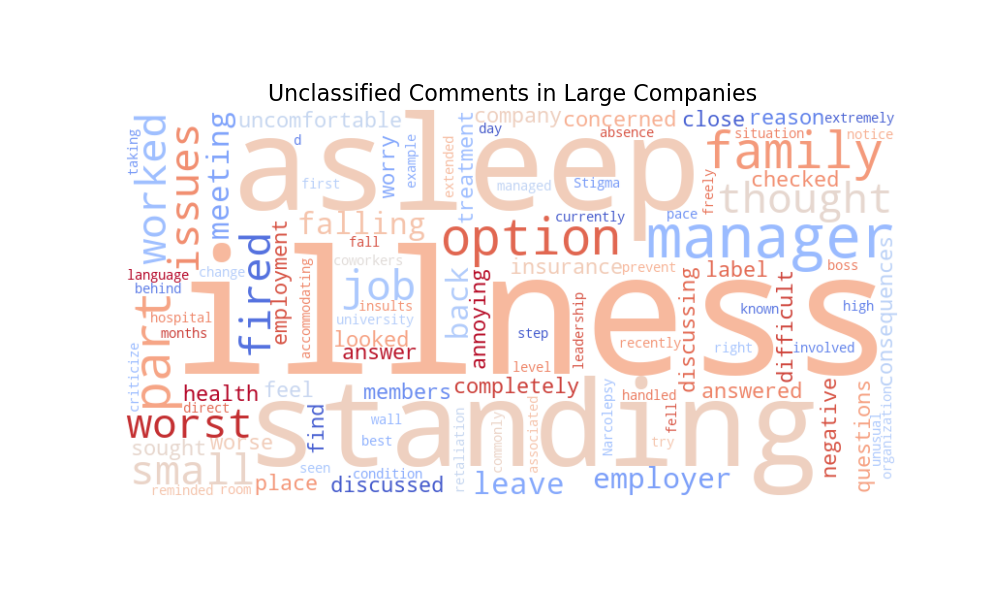 Unclassified Comments in Large Companies
taking
worked
issues
meeting
uncomfortable
asleep
d
first
worry
example
extended
treatment
company
day
concerned
absence
close
reason
extremely
situation
notice
family
checked
managed
Stigma
freely
thought
currently
pace
falling
fall
option
manager
language
behind
change
fired
employment
accommodating
coworkers
job
insults
university
back
annoying
insurance
prevent
label
boss
consequences
illness
part
hospital
months
looked
answer
step
leadership
level
recently
discussing
known
right
difficult
high
involved
criticize
health
direct
feel
members
completely
handled
answered
worst
find
wall
best
standing
retaliation
commonly
associated
Narcolepsy
try
fell
negative
questions
unusual
organization
sought
worse
small
seen
condition
reminded
room
place
discussed
leave
employer